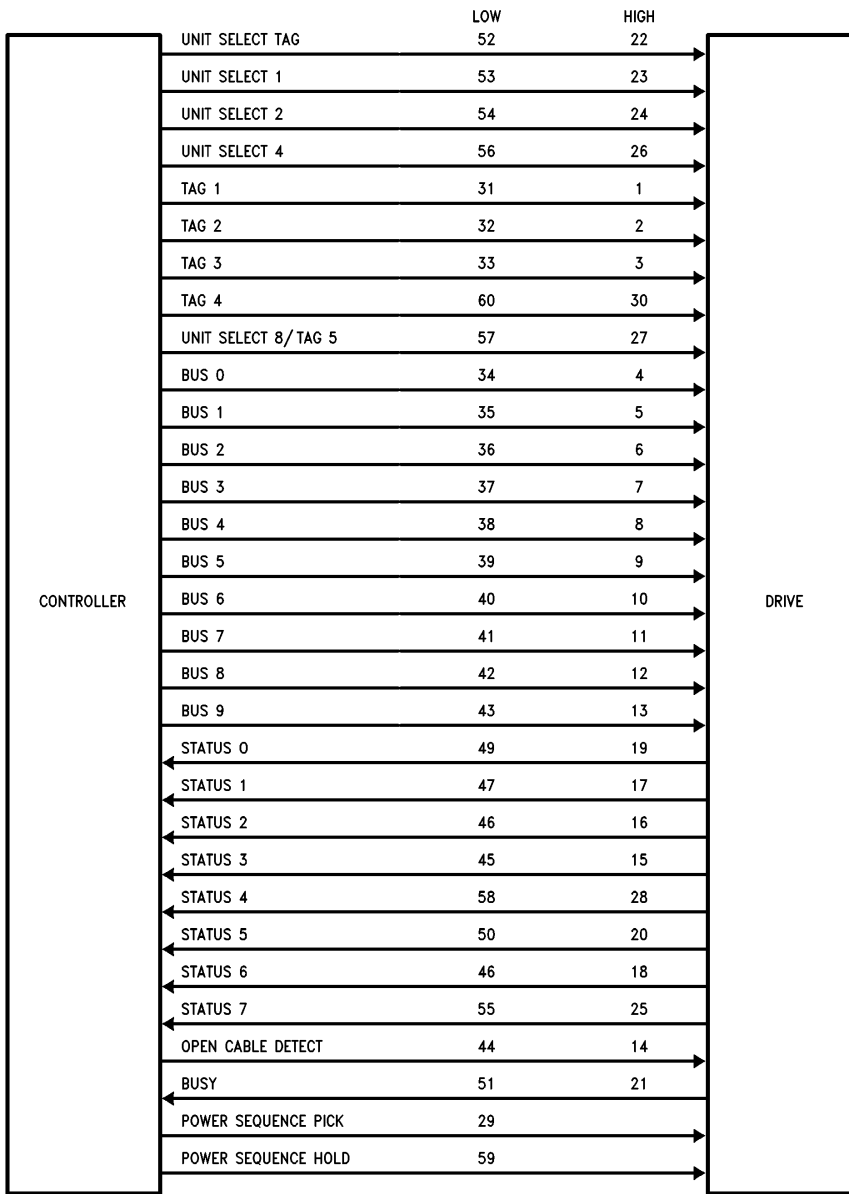 LOW HIGH
UNIT SELECT TAG 52 22
UNIT SELECT 1 53 23
UNIT SELECT 2 54 24
UNIT SELECT 4 56 26
TAG 1 31 1
TAG 2 32 2
TAG 3 33 3
TAG 4 60 30
UNIT SELECT 8/TAG 5 57 27
BUS 0 34 4
BUS 1 35 5
BUS 2 36 6
BUS 3 37 7
BUS 4 38 8
BUS 5 39 9
CONTROLLER BUS 6 40 10 DRIVE
BUS 7 41 11
BUS 8 42 12
BUS 9 43 13
STATUS 0 49 19
STATUS 1 47 17
STATUS 2 46 16
STATUS 3 45 15
STATUS 4 58 28
STATUS 5 50 20
STATUS 6 46 18
STATUS 7 55 25
OPEN CABLE DETECT 44 14
BUSY 51 21
POWER SEQUENCE PICK 29
POWER SEQUENCE HOLD 59